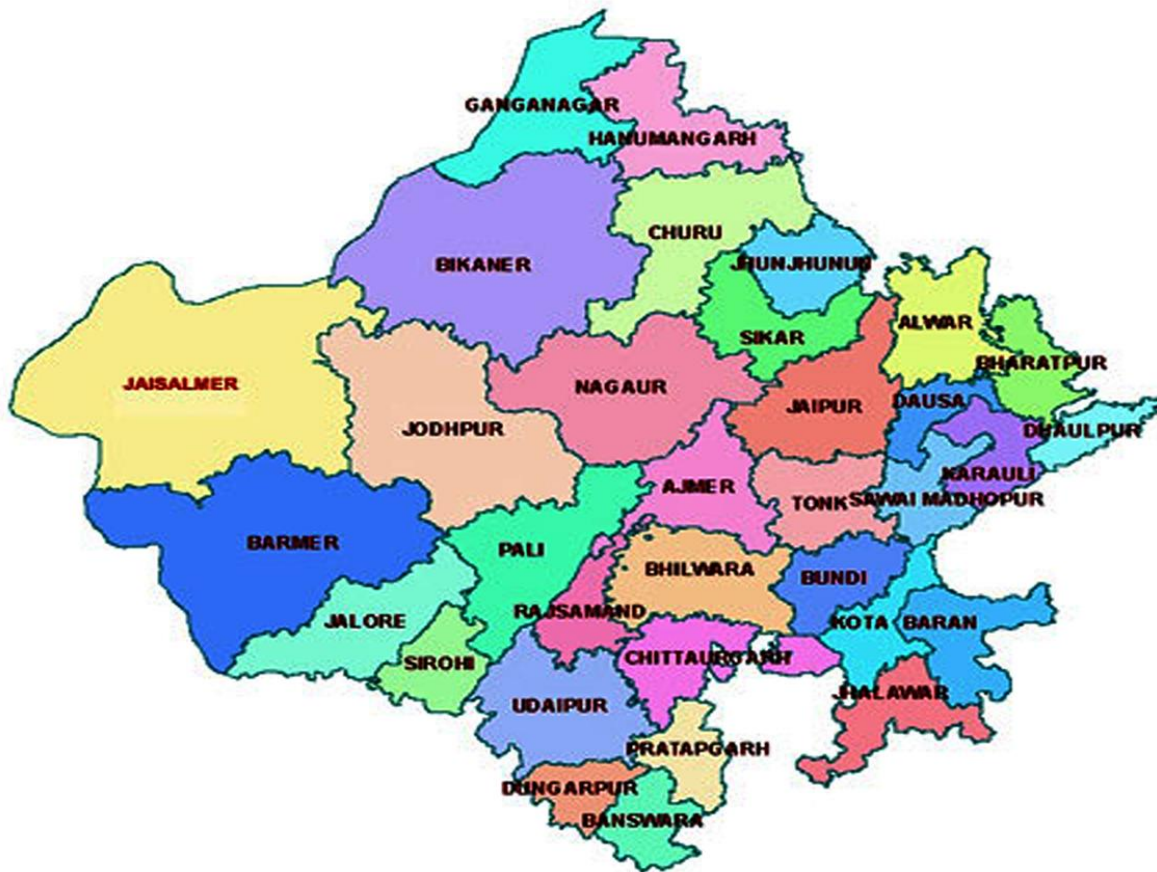 GANGANAGAR
HANUMANGARH
CHURU
BIKANER
JHUNJHUNUN
ALWAR
SIKAR
BHARATPUR
JAISALMER
NAGAUR
JAIPUR
DAUSA
JODHPUR
DHAULPUR
KARAULI
AJMER
TONK
SAWAI MADHOPUR
BARMER
PALI
BHILWARA
BUNDI
RAJSAMAND
JALORE
KOTA
BARAN
SIROHI
CHITTAURGARH
JHALAWAR
UDAIPUR
PRATAPGARH
DUNGARPUR
BANSWARA